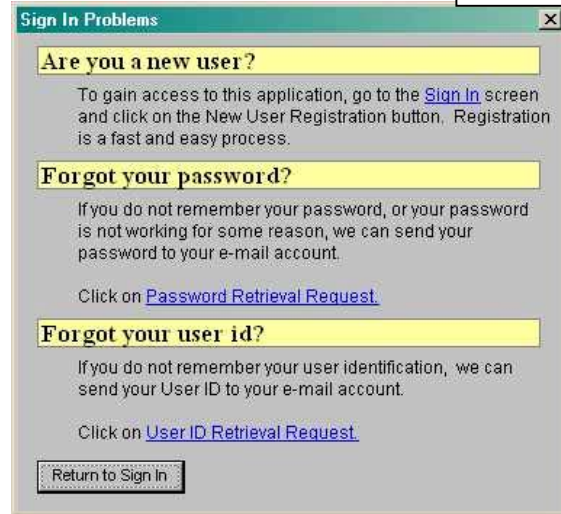 Sign In Problems
Are you a new user?
To gain access to this application, go to the Sign In screen
and click on the New User Registration button. Registration
is a fast and easy process.
Forgot your password?
If you do not remember your password, or your password
is not working for some reason, we can send your
password to your e-mail account.
Click on Password Retrieval Request.
Forgot your user id?
If you do not remember your user identification, we can
send your User ID to your e-mail account.
Click on User ID Retrieval Request.
Return to Sign In